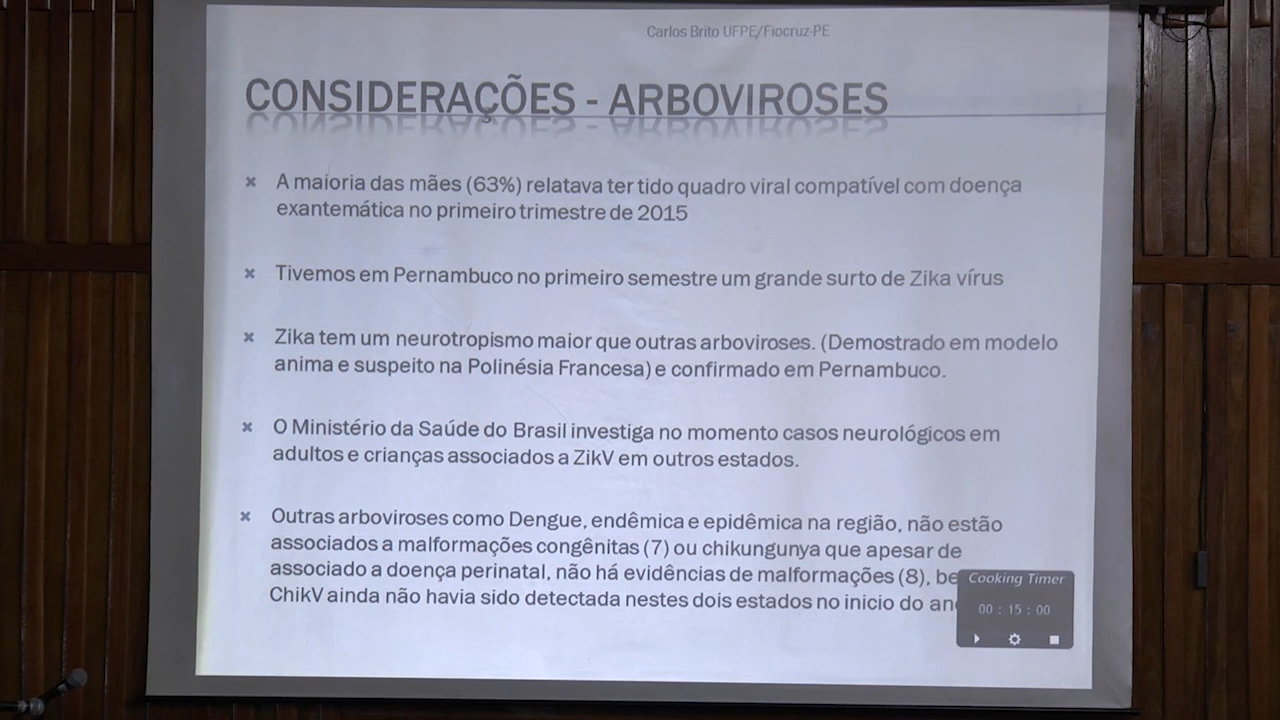 Carlos Brito UFPE/Fiocruz-PE
CONSIDERAÇÕES - ARBOVIROSES
A maioria das mães (63%) relatava ter tido quadro viral compatível com doença
exantemática no primeiro trimestre de 2015
Tivemos em Pernambuco no primeiro semestre um grande surto de Zika vírus
Zika tem um neurotropismo maior que outras arboviroses. (Demostrado em modelo
anima e suspeito na Polinésia Francesa) e confirmado em Pernambuco.
O Ministério da Saúde do Brasil investiga no momento casos neurológicos em
adultos e crianças associados a ZikV em outros estados.
Outras arboviroses como Dengue, endêmica e epidêmica na região, não estão
associados a malformações congênitas (7) ou chikungunya que apesar de
associado a doença perinatal, não há evidências de malformações (8), be
ChikV ainda não havia sido detectada nestes dois estados no inicio do an
Cooking Timer
00 : 15 : 00